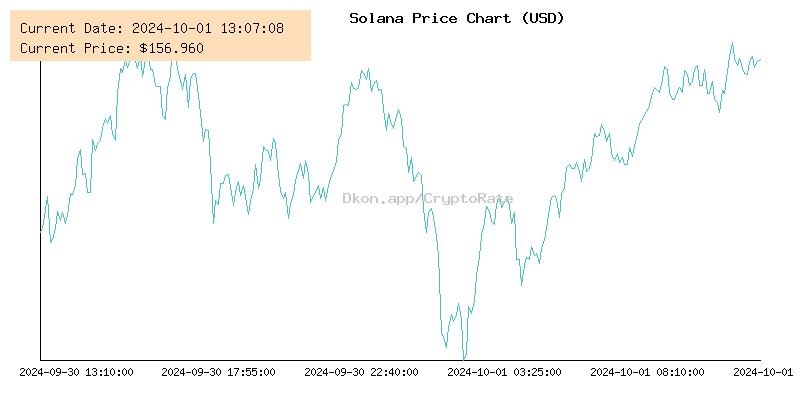 Solana Price Chart (USD)
Current Date: 2024-10-01 13:07:08
Current Price: $156.960
Dkon.app/CryptoRate
2024-09-30 13:10:00 2024-09-30 17:55:00 2024-09-30 22:40:00 2024-10-01 03:25:00 2024-10-01 08:10:00 2024-10-01